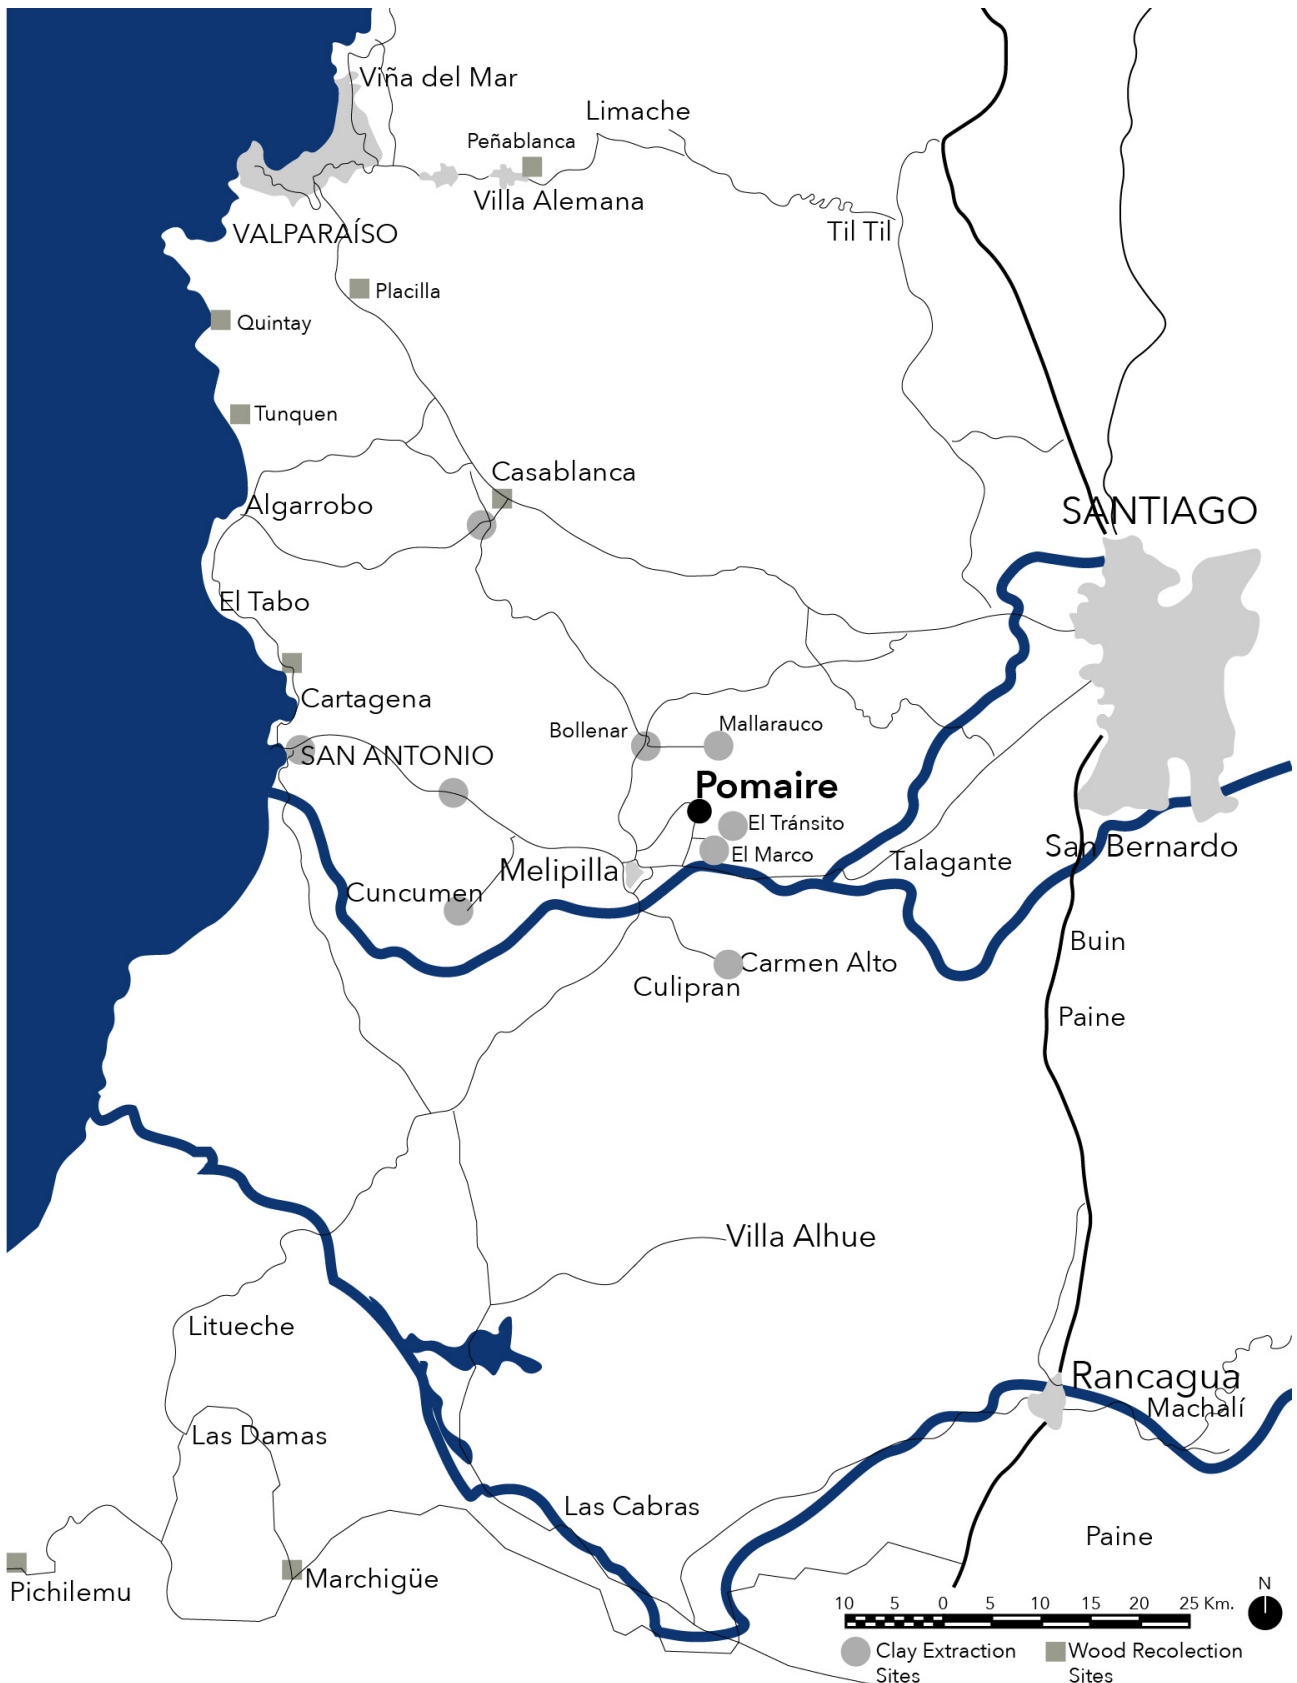 Viña del Mar
Limache
Peñablanca
Villa Alemana
VALPARAÍSO
Til Til
Placilla
Quintay
Tunquen
Casablanca
Algarrobo
SANTIAGO
El Tabo
Cartagena
Bollenar
Mallarauco
SAN ANTONIO
Pomaire
El Tránsito
El Marco
San Bernardo
Talagante
Melipilla
Cuncumen
Buin
Carmen Alto
Culipran
Paine
Villa Alhue
Litueche
Rancagua
Machalí
Las Damas
Las Cabras
Paine
Marchigüe
Pichilemu
N
10 5 0 5 10 15 20 25 Km.
Clay Extraction
Sites
Wood Recolection
Sites